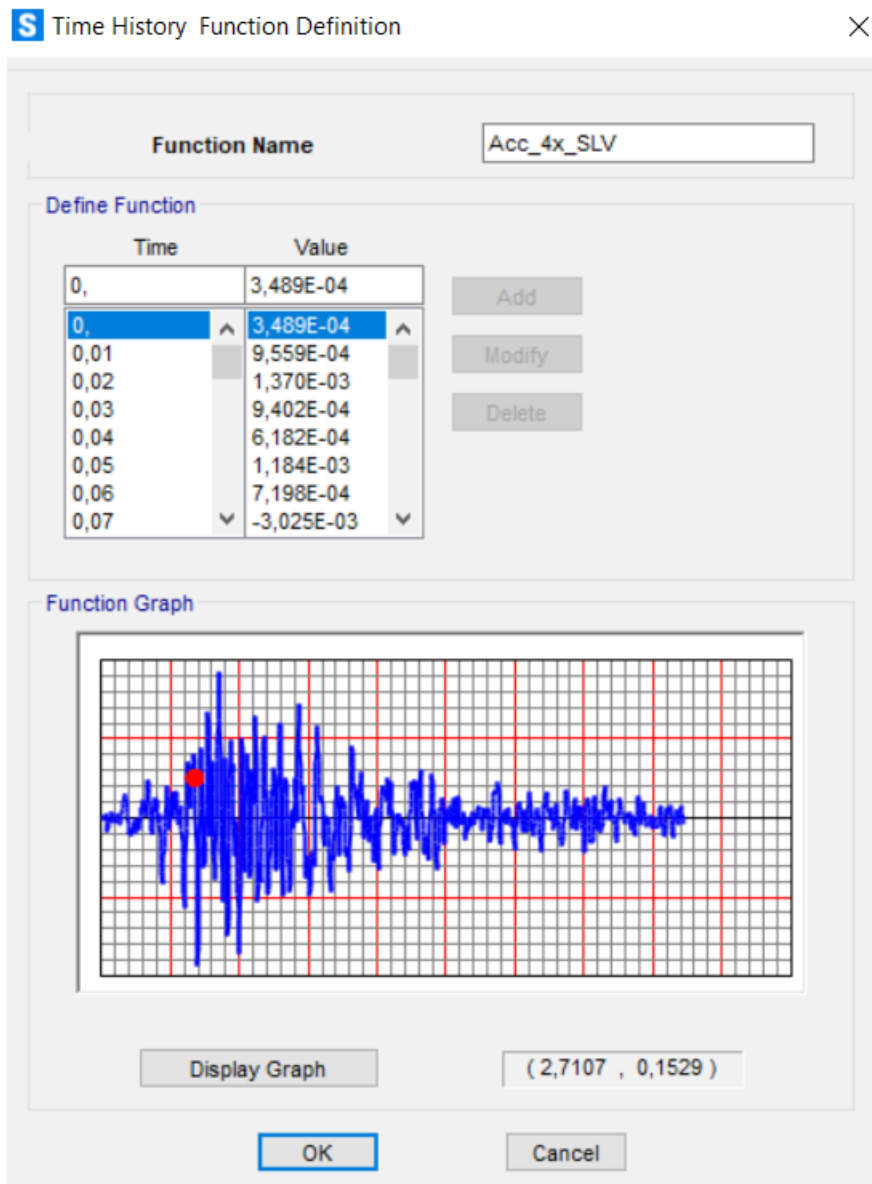 S Time History Function Definition
Function Name Acc_4x_SLV
Define Function
Time Value
0, 3,489E-04
Add
0, 3,489E-04
0,01 9,559E-04
Modify
0,02 1,370E-03
0,03 9,402E-04
Delete
0,04 6,182E-04
0,05 1,184E-03
0,06 7,198E-04
0,07 -3,025E-03
Function Graph
Display Graph ( 2,7107 , 0,1529 )
OK Cancel